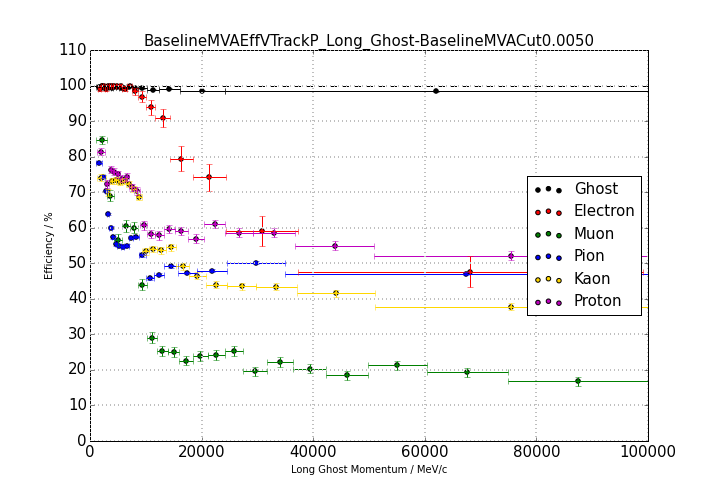 BaselineMVAEffVTrackP_Long_Ghost-BaselineMVACut0.0050
110
100
90
80
70
60
50
40
30
20
10
0
Efficiency / %
Ghost
Electron
Muon
Pion
Kaon
Proton
0 20000 40000 60000 80000 100000
Long Ghost Momentum / MeV/c